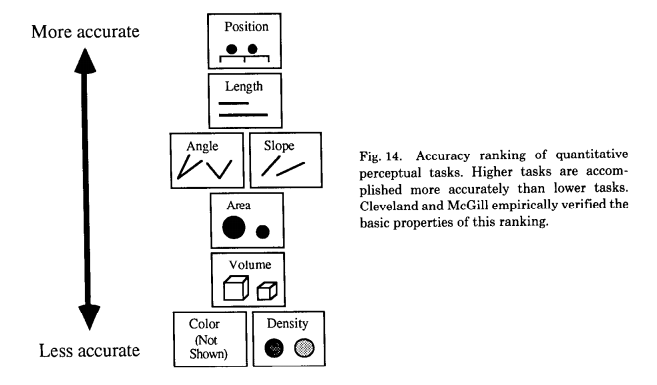 More accurate
Position
Length
Angle
Slope
Area
Volume
Color
(Not
Shown)
Density
Less accurate
Fig. 14. Accuracy ranking of quantitative
perceptual tasks. Higher tasks are accom-
plished more accurately than lower tasks.
Cleveland and McGill empirically verified the
basic properties of this ranking.